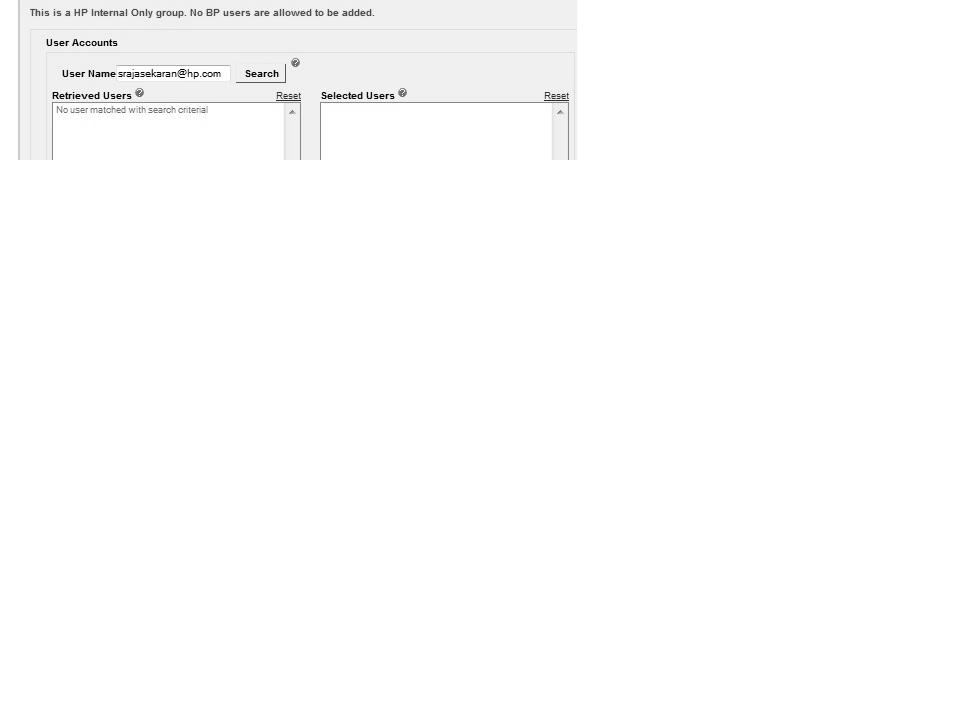 This is a HP Internal Only group. No BP users are allowed to be added.
User Accounts
User Name srajasekaran@hp.com Search
Retrieved Users Reset Selected Users Reset
No user matched with search criterial